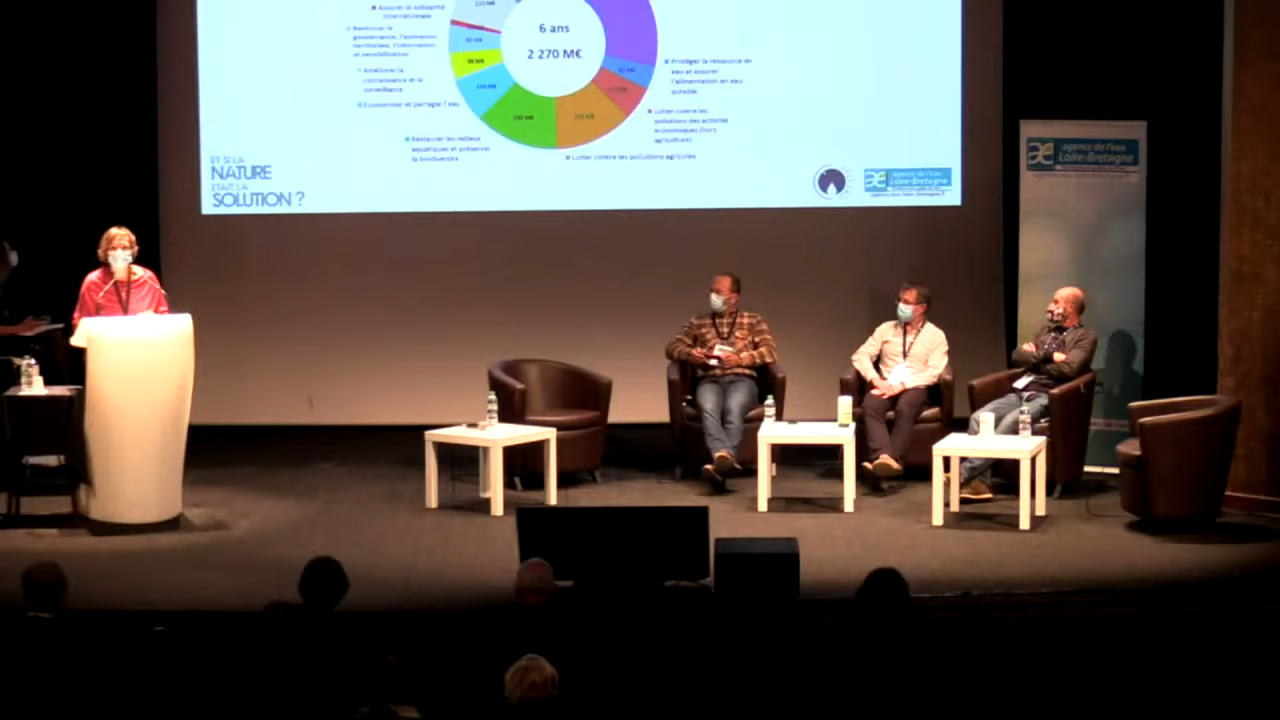 Assurer la solidarité
internationale
Renforcer la
gouvernance, l'animation
territoriale, l'information
et sensibilisation
Améliorer la
connaissance et la
surveillance
Economiser et partager l'eau
Restaurer les milieux
aquatiques et préserver
la biodiversité
6 ans
2 270 M€
Protéger la ressource en
eau et assurer
l'alimentation en eau
potable
Lutter contre les
pollutions des activités
économiques (hors
agriculture)
Lutter contre les pollutions agricoles
ET SI LA
NATURE
ÉTAIT LA
SOLUTION ?
agence de l'eau
Loire-Bretagne
agence de l'eau
Loire-Bretagne